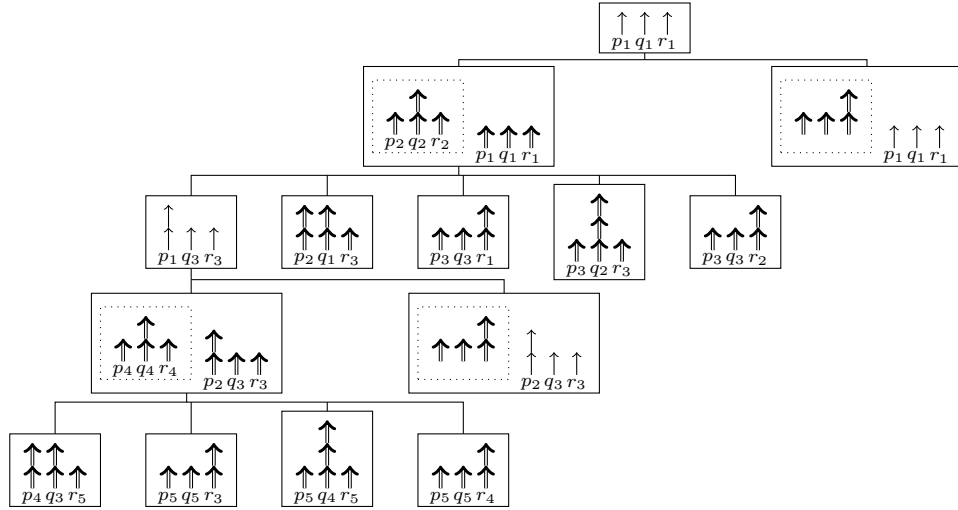 p₁ q₁ r₁
p₂ q₂ r₂
p₁ q₁ r₁
p₁ q₁ r₁
p₁ q₃ r₃
p₂ q₁ r₃
p₃ q₃ r₁
p₃ q₂ r₃
p₃ q₃ r₂
p₄ q₄ r₄
p₂ q₃ r₃
p₂ q₃ r₃
p₄ q₃ r₅
p₅ q₅ r₃
p₅ q₄ r₅
p₅ q₅ r₄